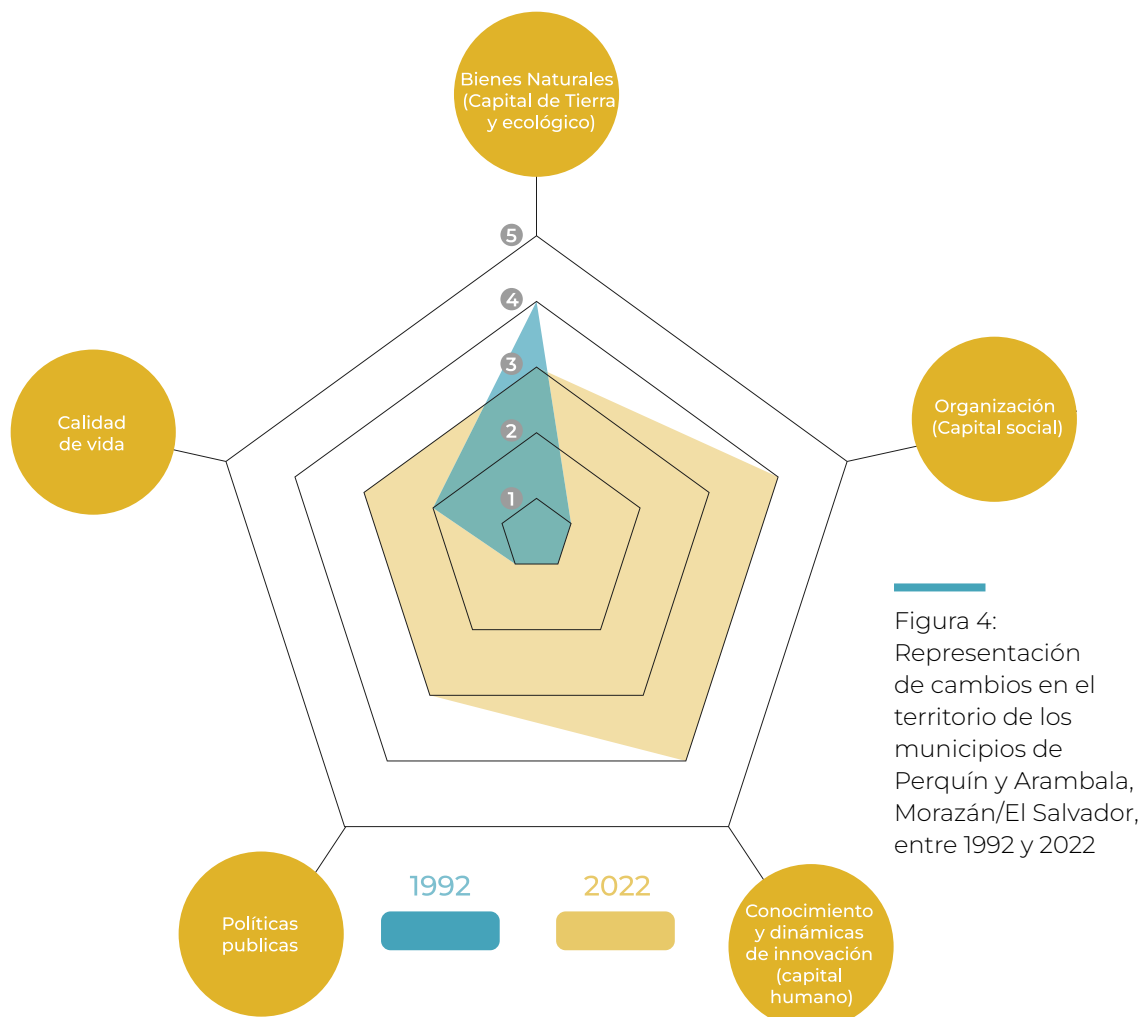 Bienes Naturales
(Capital de Tierra
y ecológico)
5
4
3
2
1
Calidad
de vida
Organización
(Capital social)
Figura 4:
Representación
de cambios en el
territorio de los
municipios de
Perquín y Arambala,
Morazán/El Salvador,
entre 1992 y 2022
1992
2022
Políticas
publicas
Conocimiento
y dinámicas
de innovación
(capital
humano)